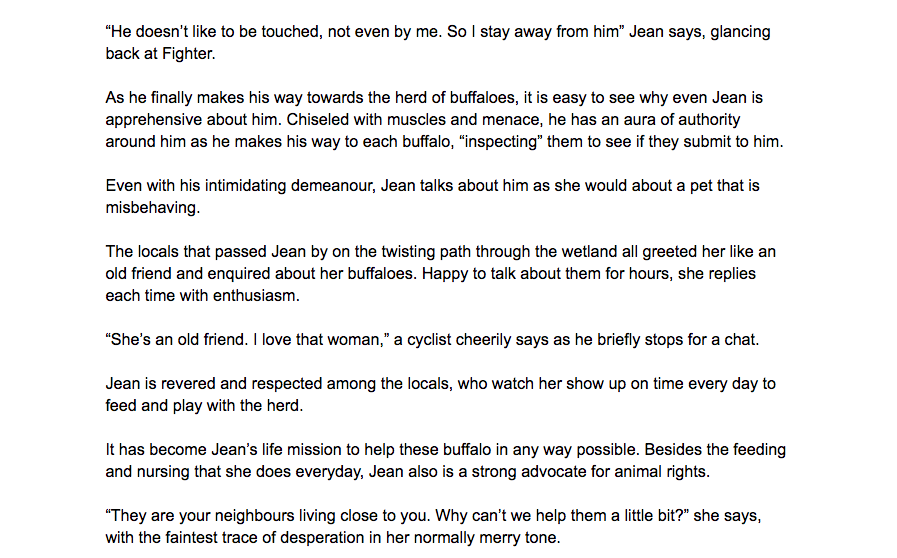 “He doesn’t like to be touched, not even by me. So I stay away from him” Jean says, glancing
back at Fighter.
As he finally makes his way towards the herd of buffaloes, it is easy to see why even Jean is
apprehensive about him. Chiseled with muscles and menace, he has an aura of authority
around him as he makes his way to each buffalo, “inspecting” them to see if they submit to him.
Even with his intimidating demeanour, Jean talks about him as she would about a pet that is
misbehaving.
The locals that passed Jean by on the twisting path through the wetland all greeted her like an
old friend and enquired about her buffaloes. Happy to talk about them for hours, she replies
each time with enthusiasm.
“She’s an old friend. I love that woman,” a cyclist cheerily says as he briefly stops for a chat.
Jean is revered and respected among the locals, who watch her show up on time every day to
feed and play with the herd.
It has become Jean’s life mission to help these buffalo in any way possible. Besides the feeding
and nursing that she does everyday, Jean also is a strong advocate for animal rights.
“They are your neighbours living close to you. Why can’t we help them a little bit?” she says,
with the faintest trace of desperation in her normally merry tone.